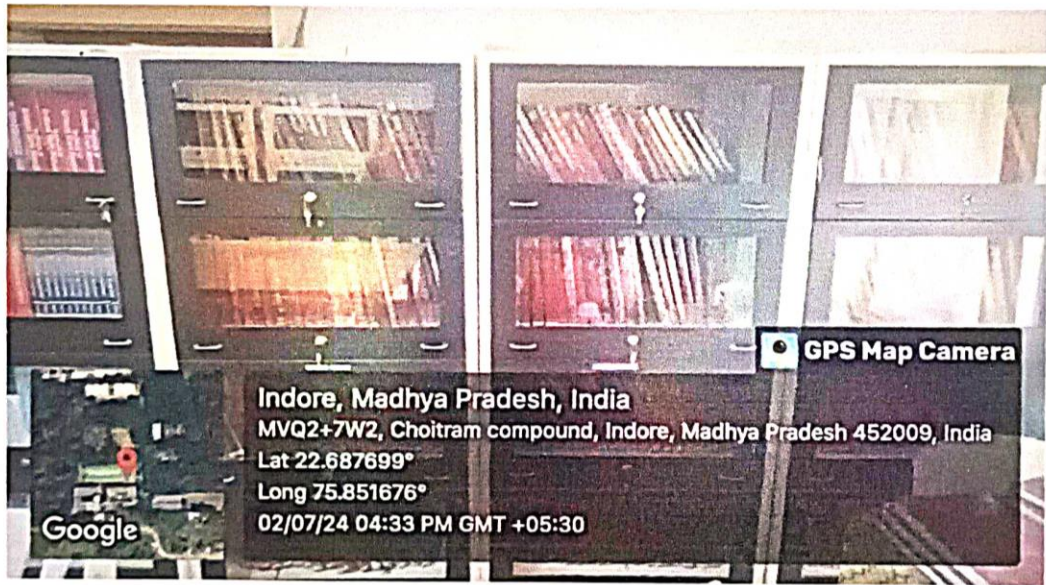 GPS Map Camera
Indore, Madhya Pradesh, India
MVQ2+7W2, Choitram compound, Indore, Madhya Pradesh 452009, India
Lat 22.687699°
Long 75.851676°
02/07/24 04:33 PM GMT +05:30
Google